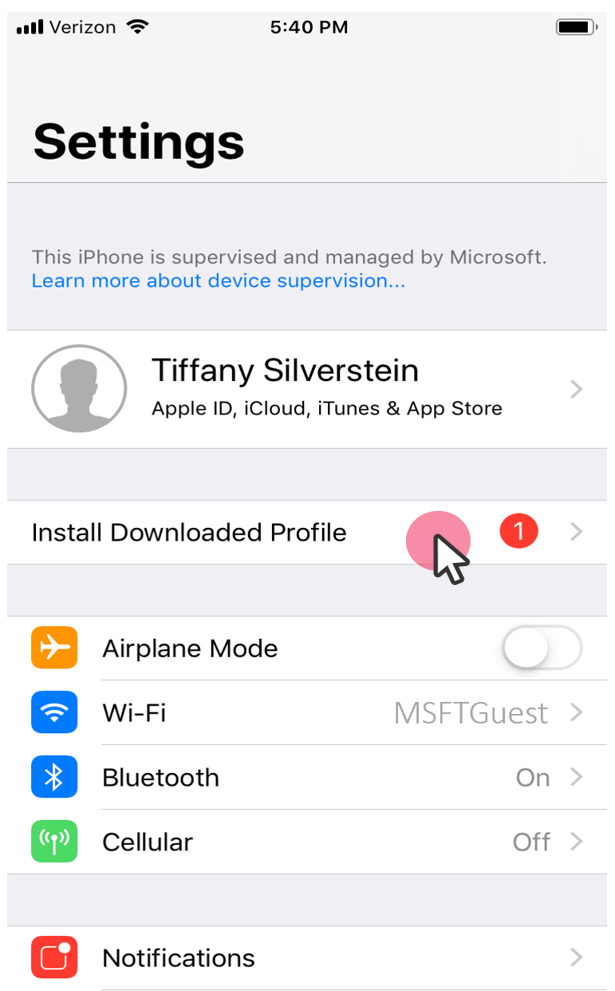 Verizon 5:40 PM
Settings
This iPhone is supervised and managed by Microsoft.
Learn more about device supervision...
Tiffany Silverstein
Apple ID, iCloud, iTunes & App Store
Install Downloaded Profile 1
Airplane Mode
Wi-Fi MSFTGuest
Bluetooth On
Cellular Off
Notifications